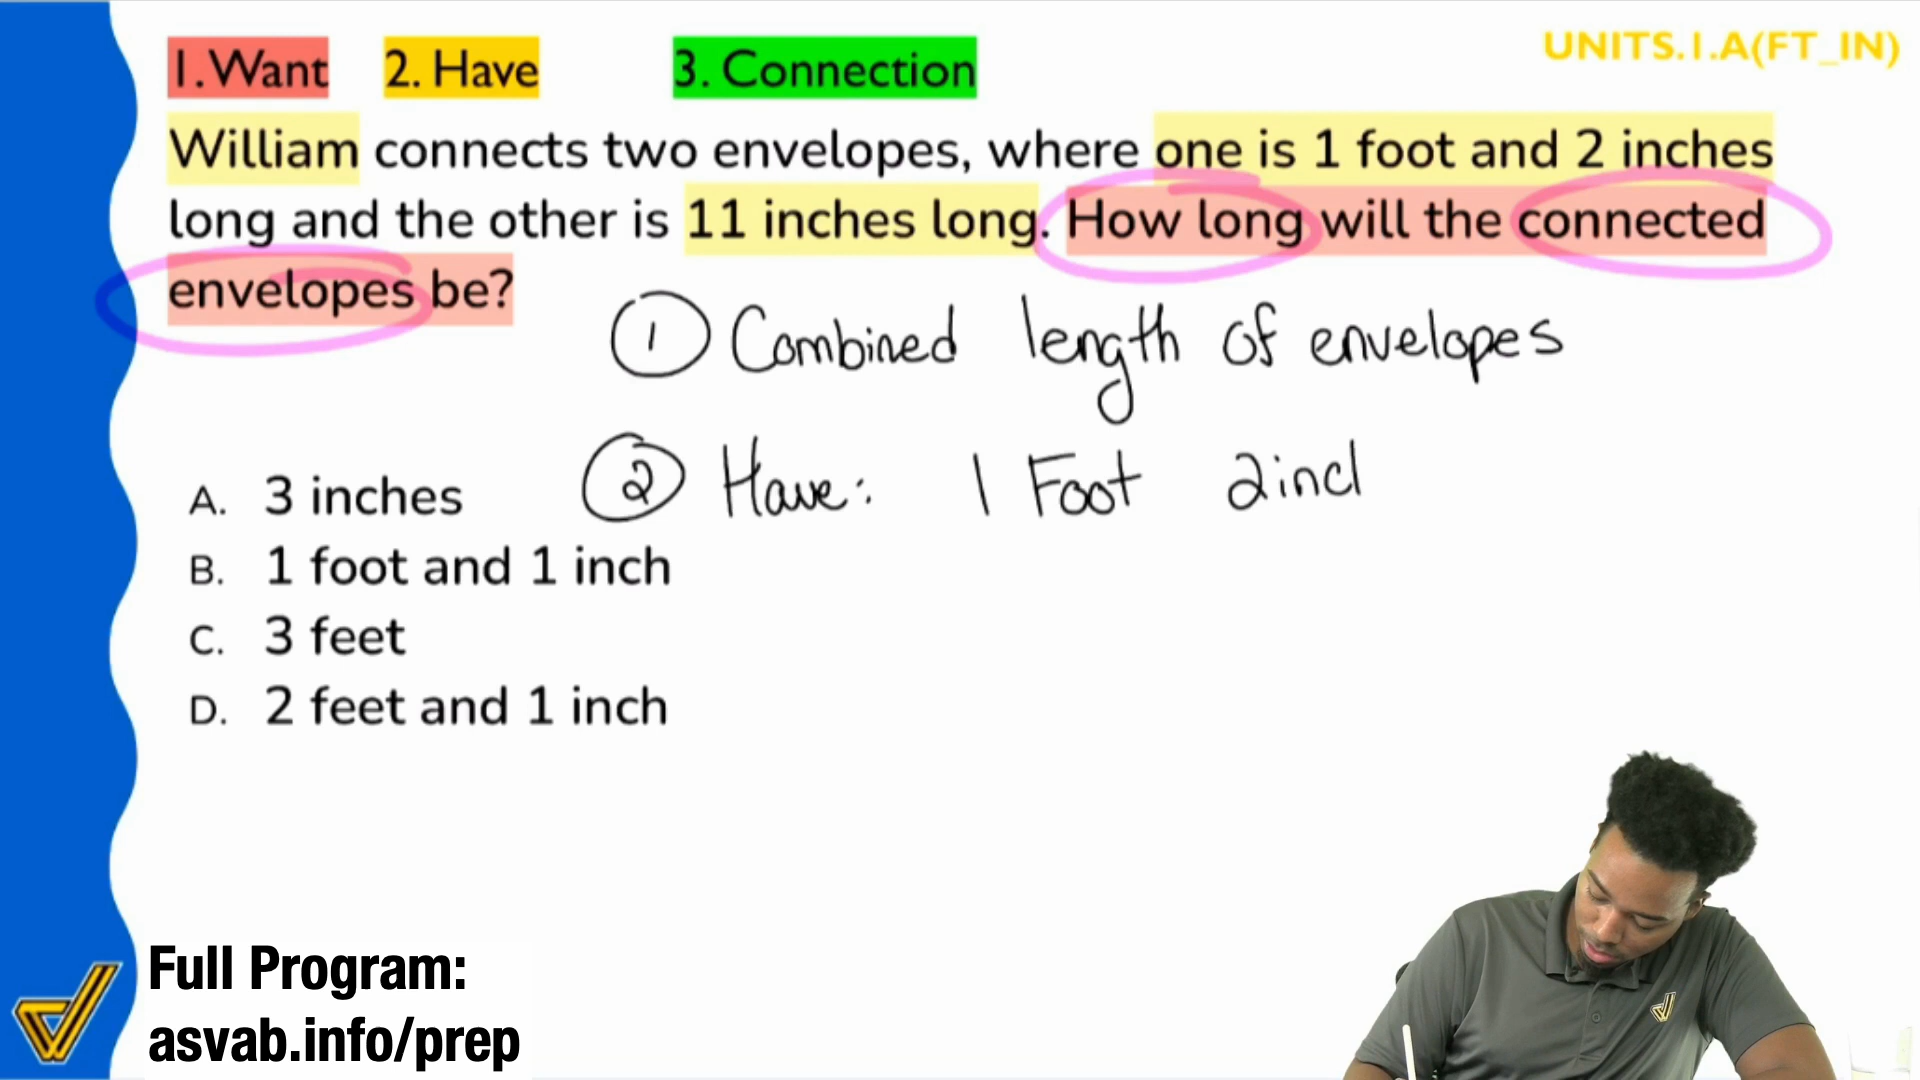 1. Want 2. Have 3. Connection
UNITS.1.A(FT_IN)
William connects two envelopes, where one is 1 foot and 2 inches
long and the other is 11 inches long. How long will the connected
envelopes be?
1 Combined length of envelopes
2 Have: 1 Foot 2 incl
A. 3 inches
B. 1 foot and 1 inch
C. 3 feet
D. 2 feet and 1 inch
Full Program:
asvab.info/prep